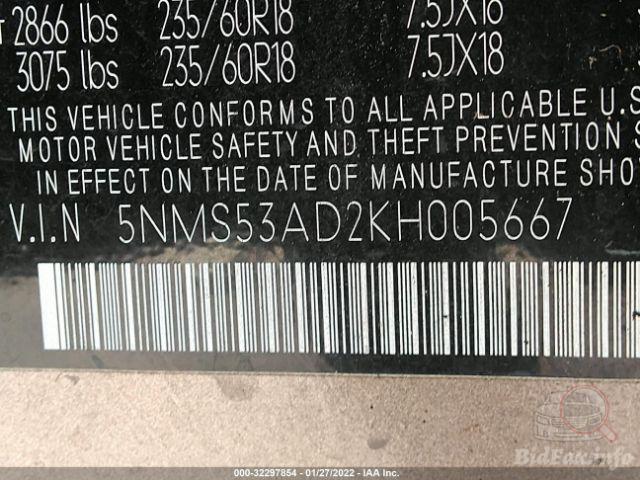 2866 lbs 235/60R18 7.5JX18
3075 lbs 235/60R18 7.5JX18
THIS VEHICLE CONFORMS TO ALL APPLICABLE U.S
MOTOR VEHICLE SAFETY AND THEFT PREVENTION S
IN EFFECT ON THE DATE OF MANUFACTURE SHO
V.I.N 5NMS53AD2KH005667
BidFax.info
000-32297854 - 01/27/2022 - IAA Inc.